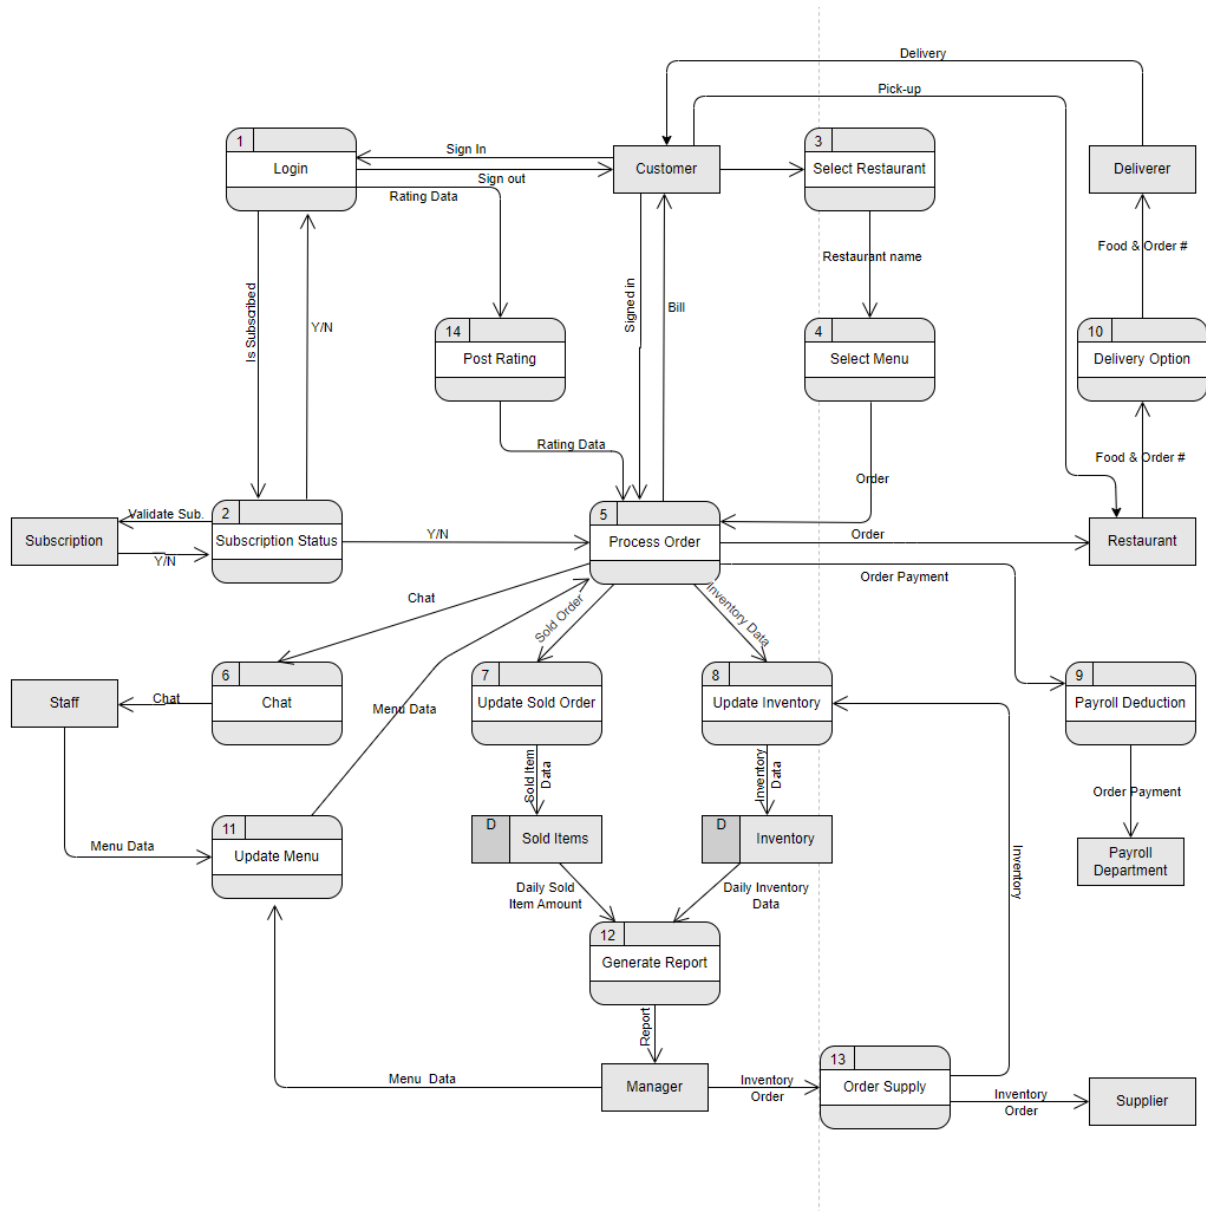 Delivery
Pick-up
1
Login
Sign In
Sign out
Rating Data
Customer
3
Select Restaurant
Deliverer
Restaurant name
Food & Order #
Is Subscribed
Y/N
14
Post Rating
Signed in
Bill
4
Select Menu
10
Delivery Option
Rating Data
Order
Food & Order #
Subscription
Validate Sub.
Y/N
2
Subscription Status
Y/N
5
Process Order
Order
Restaurant
Order Payment
Chat
Sold Order
Inventory Data
Staff
Chat
6
Chat
Menu Data
7
Update Sold Order
8
Update Inventory
9
Payroll Deduction
Sold Item
Data
Inventory
Data
Order Payment
Menu Data
11
Update Menu
D
Sold Items
D
Inventory
Inventory
Payroll
Department
Daily Sold
Item Amount
Daily Inventory
Data
12
Generate Report
Report
Menu Data
Manager
Inventory
Order
13
Order Supply
Inventory
Order
Supplier